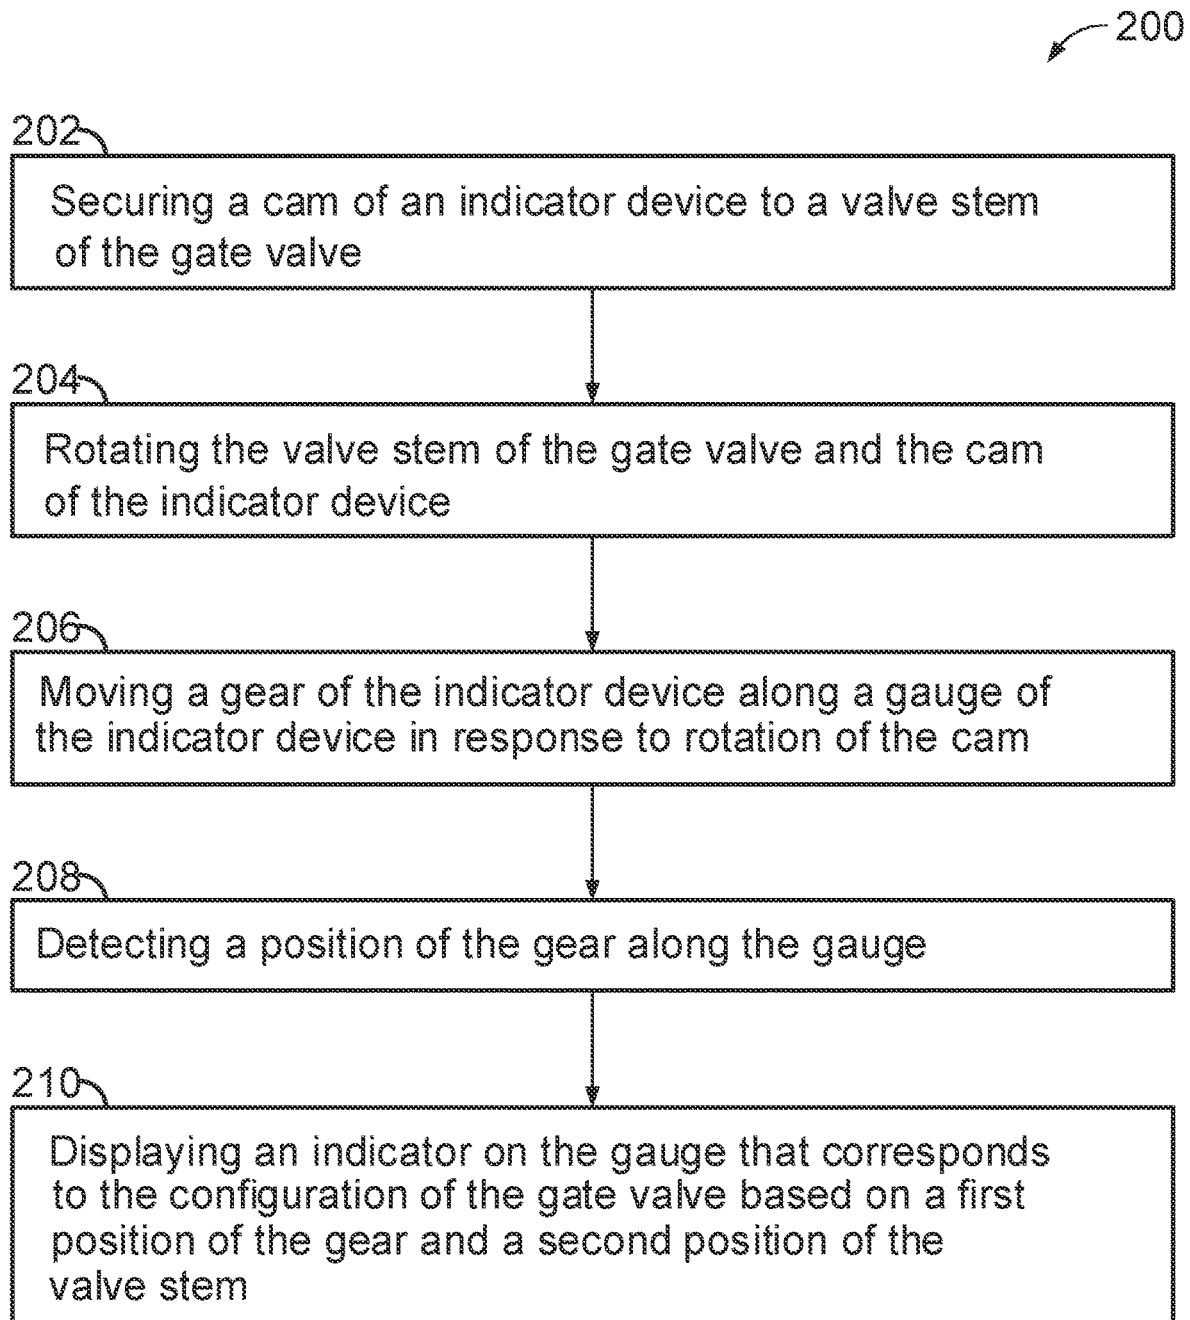 200
202
Securing a cam of an indicator device to a valve stem
of the gate valve
204
Rotating the valve stem of the gate valve and the cam
of the indicator device
206
Moving a gear of the indicator device along a gauge of
the indicator device in response to rotation of the cam
208
Detecting a position of the gear along the gauge
210
Displaying an indicator on the gauge that corresponds
to the configuration of the gate valve based on a first
position of the gear and a second position of the
valve stem